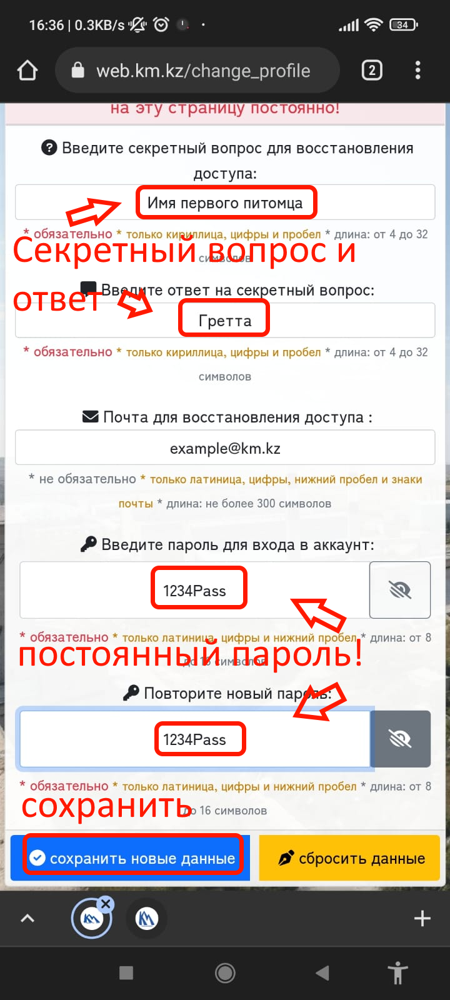 16:36 | 0.3KB/s
34
web.km.kz/change_profile
2
на эту страницу постоянно!
Введите секретный вопрос для восстановления
доступа:
Имя первого питомца
* обязательно * только кириллица, цифры и пробел * длина: от 4 до 32
символов
Секретный вопрос и
ответ
Введите ответ на секретный вопрос:
Гретта
* обязательно * только кириллица, цифры и пробел * длина: от 4 до 32
символов
Почта для восстановления доступа :
example@km.kz
* не обязательно * только латиница, цифры, нижний пробел и знаки
почты * длина: не более 300 символов
Введите пароль для входа в аккаунт:
1234Pass
* обязательно * только латиница, цифры и нижний пробел * длина: от 8
до 16 символов
постоянный пароль!
Повторите новый пароль:
1234Pass
* обязательно * только латиница, цифры и нижний пробел * длина: от 8
до 16 символов
сохранить
сохранить новые данные
сбросить данные